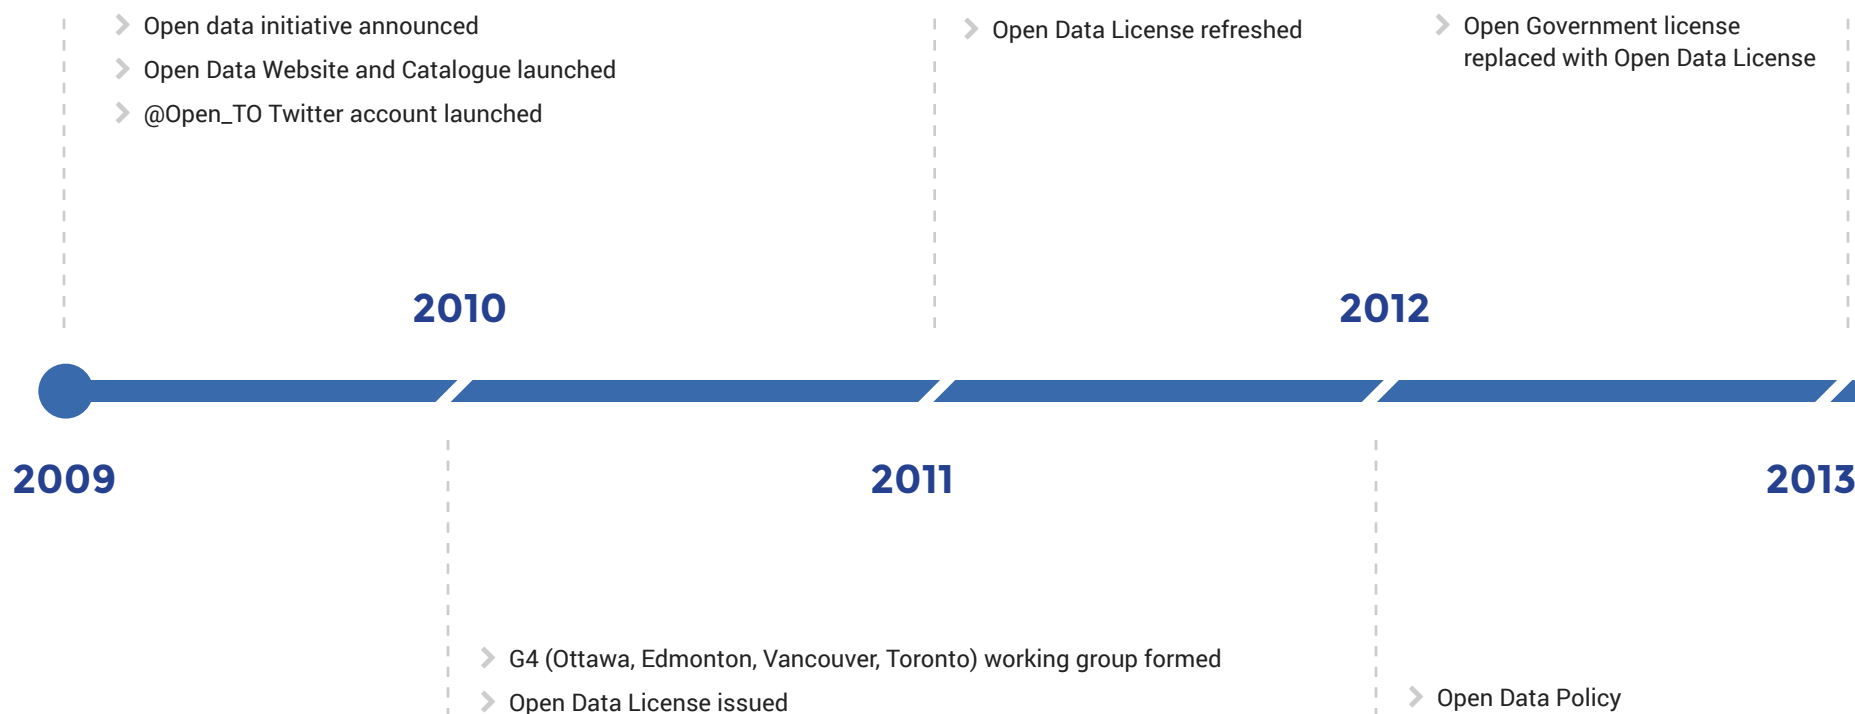 Open data initiative announced
Open Data Website and Catalogue launched
@Open_TO Twitter account launched
Open Data License refreshed
Open Government license
replaced with Open Data License
2010
2012
2009
2011
2013
G4 (Ottawa, Edmonton, Vancouver, Toronto) working group formed
Open Data License issued
Open Data Policy